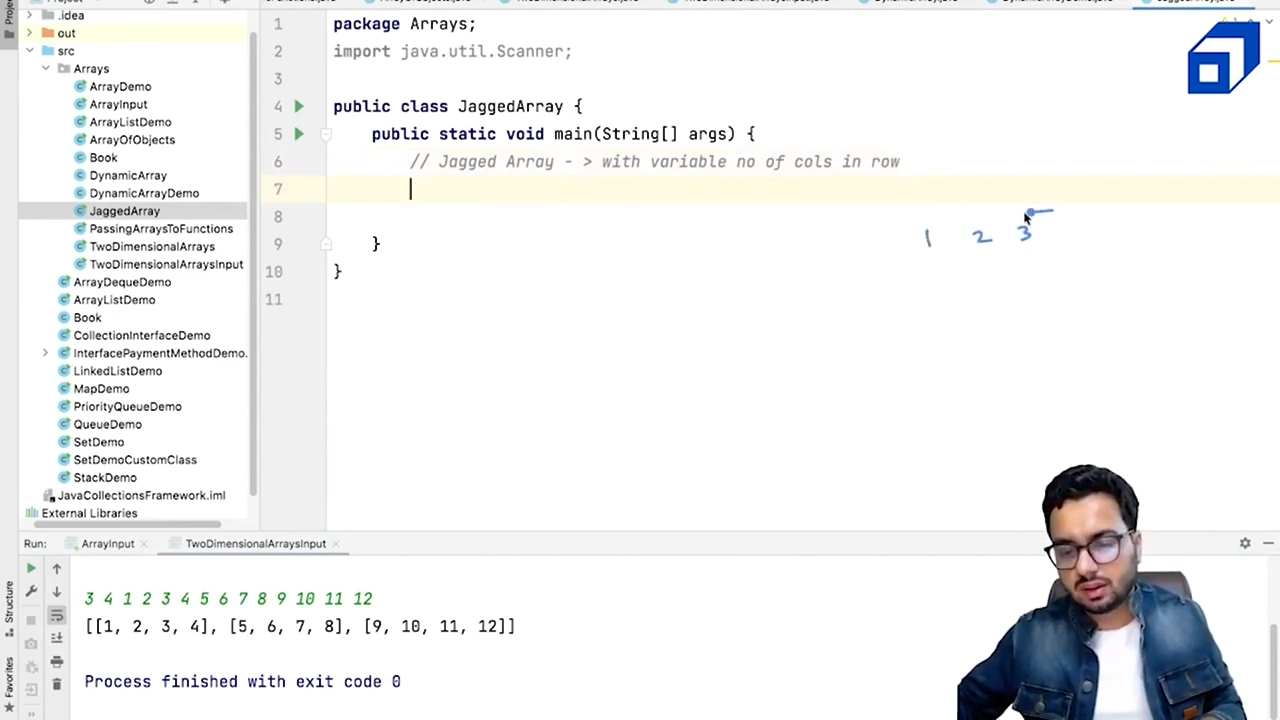 Project
package Arrays;
import java.util.Scanner;
public class JaggedArray {
public static void main(String[] args) {
// Jagged Array - > with variable no of cols in row
}
}
1
2
3
4
5
6
7
8
9
10
11
1 2 3
.idea
out
src
Arrays
ArrayDemo
ArrayInput
ArrayListDemo
ArrayOfObjects
Book
DynamicArray
DynamicArrayDemo
JaggedArray
PassingArraysToFunctions
TwoDimensionalArrays
TwoDimensionalArraysInput
ArrayDequeDemo
ArrayListDemo
Book
CollectionInterfaceDemo
InterfacePaymentMethodDemo.
LinkedListDemo
MapDemo
PriorityQueueDemo
QueueDemo
SetDemo
SetDemoCustomClass
StackDemo
JavaCollectionsFramework.iml
External Libraries
Run: ArrayInput TwoDimensionalArraysInput
3 4 1 2 3 4 5 6 7 8 9 10 11 12
[[1, 2, 3, 4], [5, 6, 7, 8], [9, 10, 11, 12]]
Process finished with exit code 0
Structure
Favorites